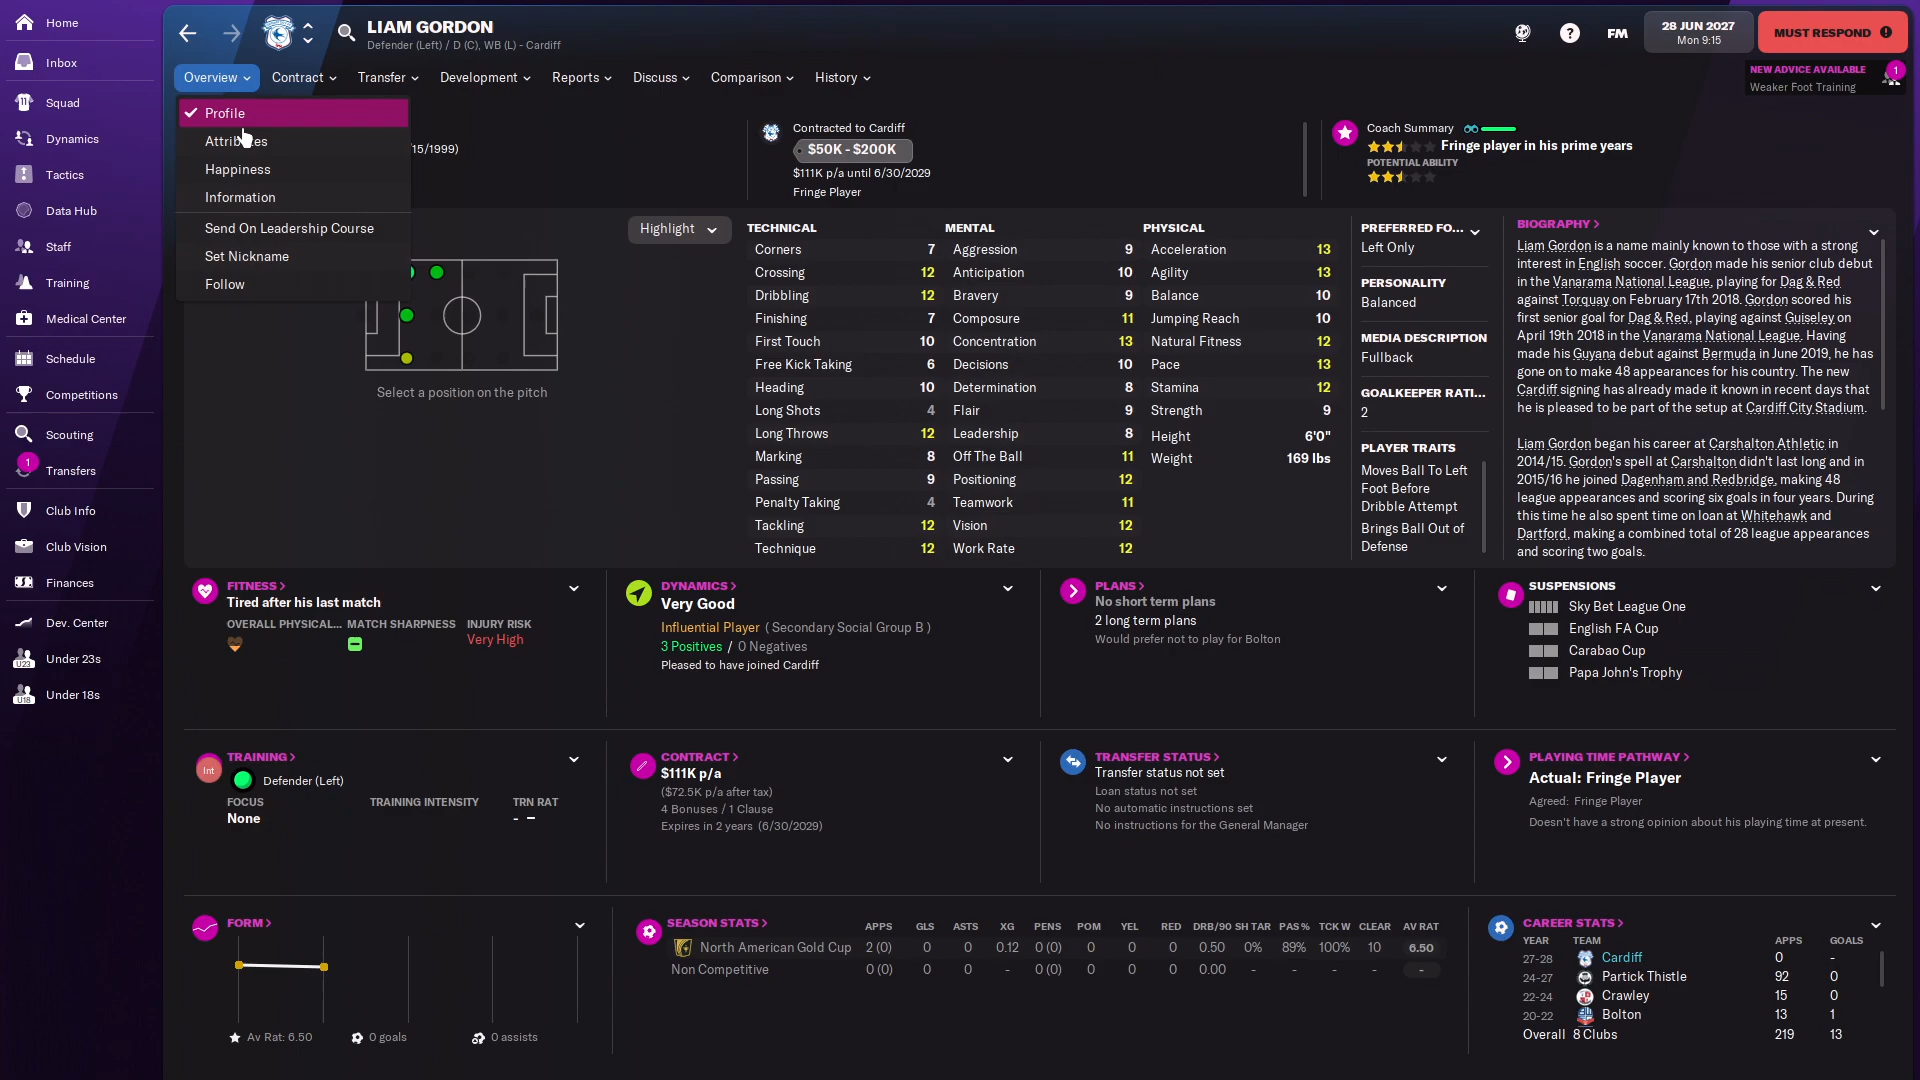 Home
Inbox
Squad
Dynamics
Tactics
Data Hub
Staff
Training
Medical Center
Schedule
Competitions
Scouting
1
Transfers
Club Info
Club Vision
Finances
Dev. Center
U23
Under 23s
U18
Under 18s
LIAM GORDON
Defender (Left) / D (C), WB (L) - Cardiff
FM
28 JUN 2027
Mon 9:15
MUST RESPOND
Overview
Contract
Transfer
Development
Reports
Discuss
Comparison
History
NEW ADVICE AVAILABLE
1
Weaker Foot Training
Profile
Attributes
Happiness
Information
Send On Leadership Course
Set Nickname
Follow
15/1999)
Contracted to Cardiff
$50K - $200K
$111K p/a until 6/30/2029
Fringe Player
Coach Summary
Fringe player in his prime years
POTENTIAL ABILITY
Highlight
Select a position on the pitch
TECHNICAL MENTAL PHYSICAL
Corners 7 Aggression 9 Acceleration 13
Crossing 12 Anticipation 10 Agility 13
Dribbling 12 Bravery 9 Balance 10
Finishing 7 Composure 11 Jumping Reach 10
First Touch 10 Concentration 13 Natural Fitness 12
Free Kick Taking 6 Decisions 10 Pace 13
Heading 10 Determination 8 Stamina 12
Long Shots 4 Flair 9 Strength 9
Long Throws 12 Leadership 8 Height 6'0"
Marking 8 Off The Ball 11 Weight 169 lbs
Passing 9 Positioning 12
Penalty Taking 4 Teamwork 11
Tackling 12 Vision 12
Technique 12 Work Rate 12
PREFERRED FO...
Left Only
PERSONALITY
Balanced
MEDIA DESCRIPTION
Fullback
GOALKEEPER RATI...
2
PLAYER TRAITS
Moves Ball To Left
Foot Before
Dribble Attempt
Brings Ball Out of
Defense
BIOGRAPHY >
Liam Gordon is a name mainly known to those with a strong
interest in English soccer. Gordon made his senior club debut
in the Vanarama National League, playing for Dag & Red
against Torquay on February 17th 2018. Gordon scored his
first senior goal for Dag & Red, playing against Guiseley on
April 19th 2018 in the Vanarama National League. Having
made his Guyana debut against Bermuda in June 2019, he has
gone on to make 48 appearances for his country. The new
Cardiff signing has already made it known in recent days that
he is pleased to be part of the setup at Cardiff City Stadium.
Liam Gordon began his career at Carshalton Athletic in
2014/15. Gordon's spell at Carshalton didn't last long and in
2015/16 he joined Dagenham and Redbridge, making 48
league appearances and scoring six goals in four years. During
this time he also spent time on loan at Whitehawk and
Dartford, making a combined total of 28 league appearances
and scoring two goals.
FITNESS >
Tired after his last match
OVERALL PHYSICAL... MATCH SHARPNESS INJURY RISK
Very High
DYNAMICS >
Very Good
Influential Player ( Secondary Social Group B )
3 Positives / 0 Negatives
Pleased to have joined Cardiff
PLANS >
No short term plans
2 long term plans
Would prefer not to play for Bolton
SUSPENSIONS
Sky Bet League One
English FA Cup
Carabao Cup
Papa John's Trophy
TRAINING >
Int
Defender (Left)
FOCUS TRAINING INTENSITY TRN RAT
None - –
CONTRACT >
$111K p/a
($72.5K p/a after tax)
4 Bonuses / 1 Clause
Expires in 2 years (6/30/2029)
TRANSFER STATUS >
Transfer status not set
Loan status not set
No automatic instructions set
No instructions for the General Manager
PLAYING TIME PATHWAY >
Actual: Fringe Player
Agreed: Fringe Player
Doesn't have a strong opinion about his playing time at present.
FORM >
Av Rat: 6.50 0 goals 0 assists
SEASON STATS > APPS GLS ASTS XG PENS POM YEL RED DRB/90 SH TAR PAS % TCK W CLEAR AV RAT
North American Gold Cup 2 (0) 0 0 0.12 0 (0) 0 0 0 0.50 0% 89% 100% 10 6.50
Non Competitive 0 (0) 0 0 - 0 (0) 0 0 0 0.00 - - - - -
CAREER STATS >
YEAR TEAM APPS GOALS
27-28 Cardiff 0 -
24-27 Partick Thistle 92 0
22-24 Crawley 15 0
20-22 Bolton 13 1
Overall 8 Clubs 219 13